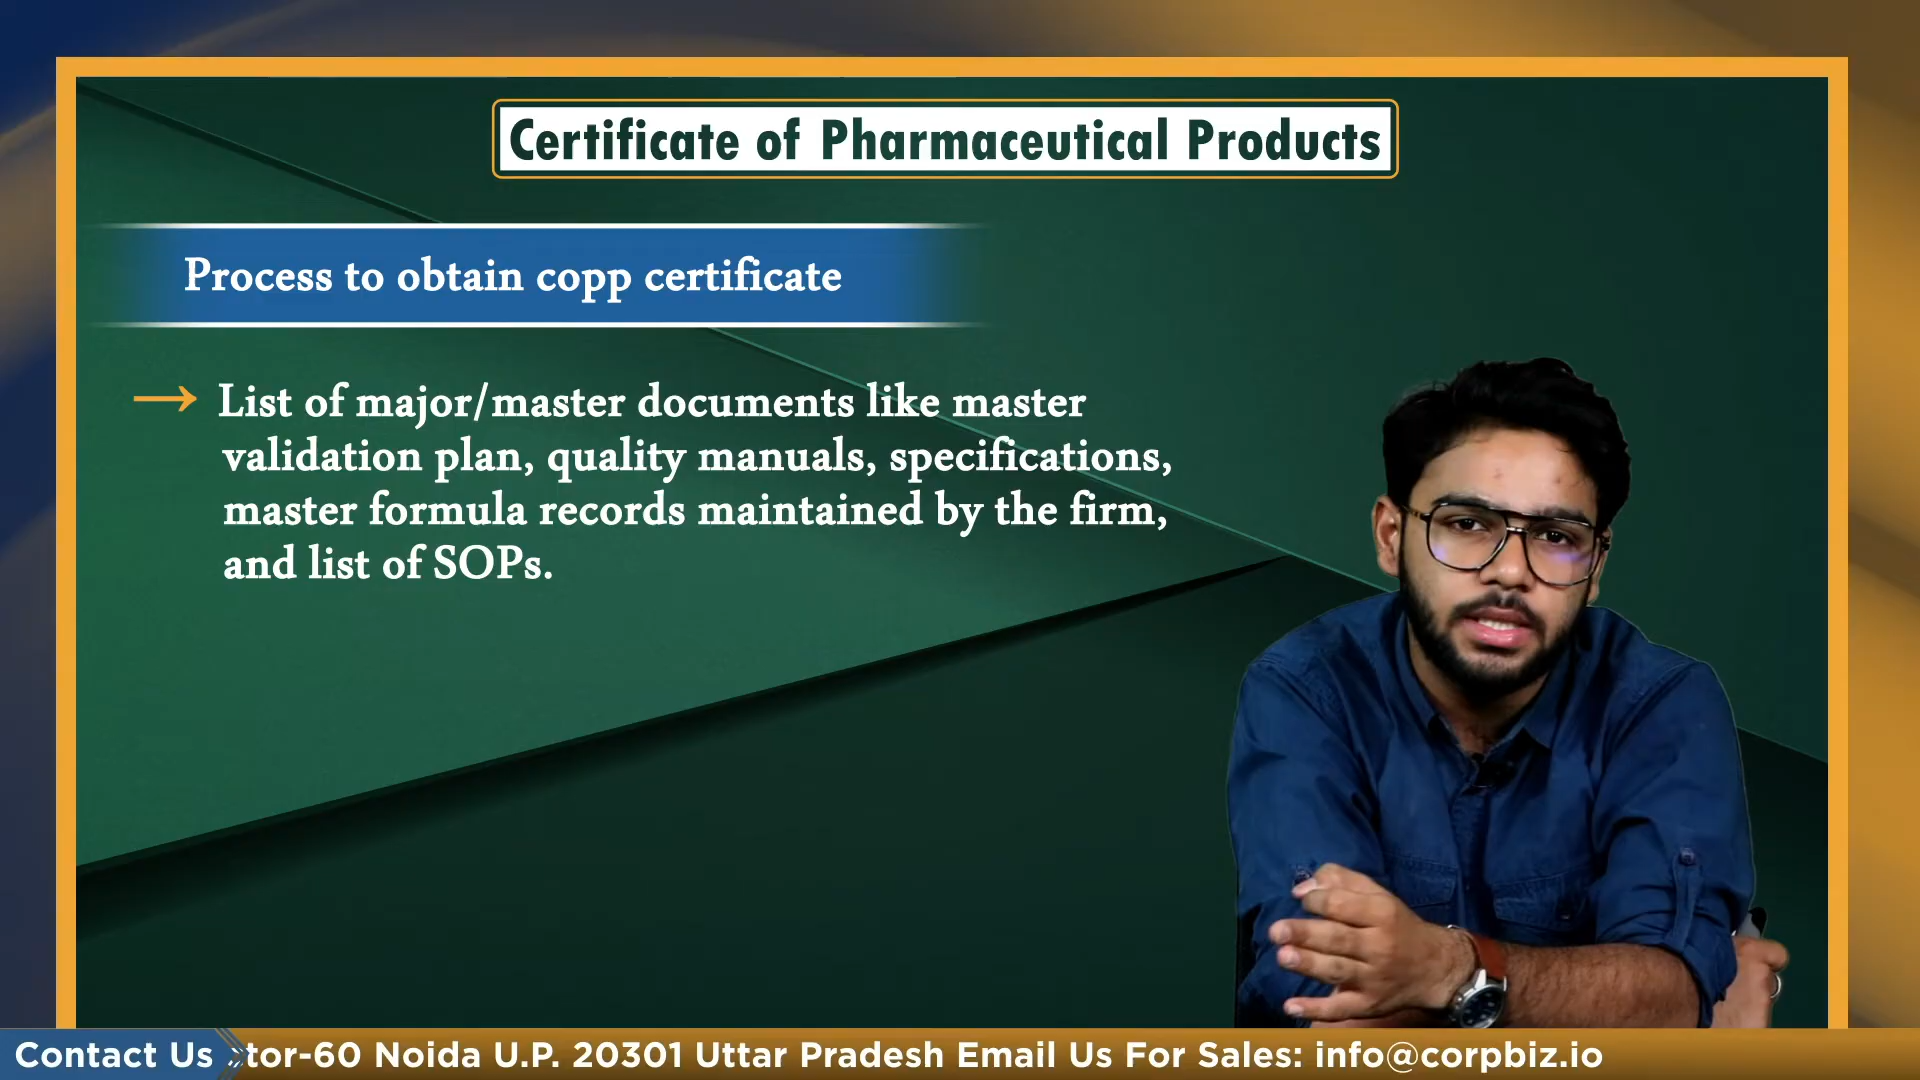 Certificate of Pharmaceutical Products
Process to obtain copp certificate
List of major/master documents like master
validation plan, quality manuals, specifications,
master formula records maintained by the firm,
and list of SOPs.
Contact Us tor-60 Noida U.P. 20301 Uttar Pradesh Email Us For Sales: info@corpbiz.io